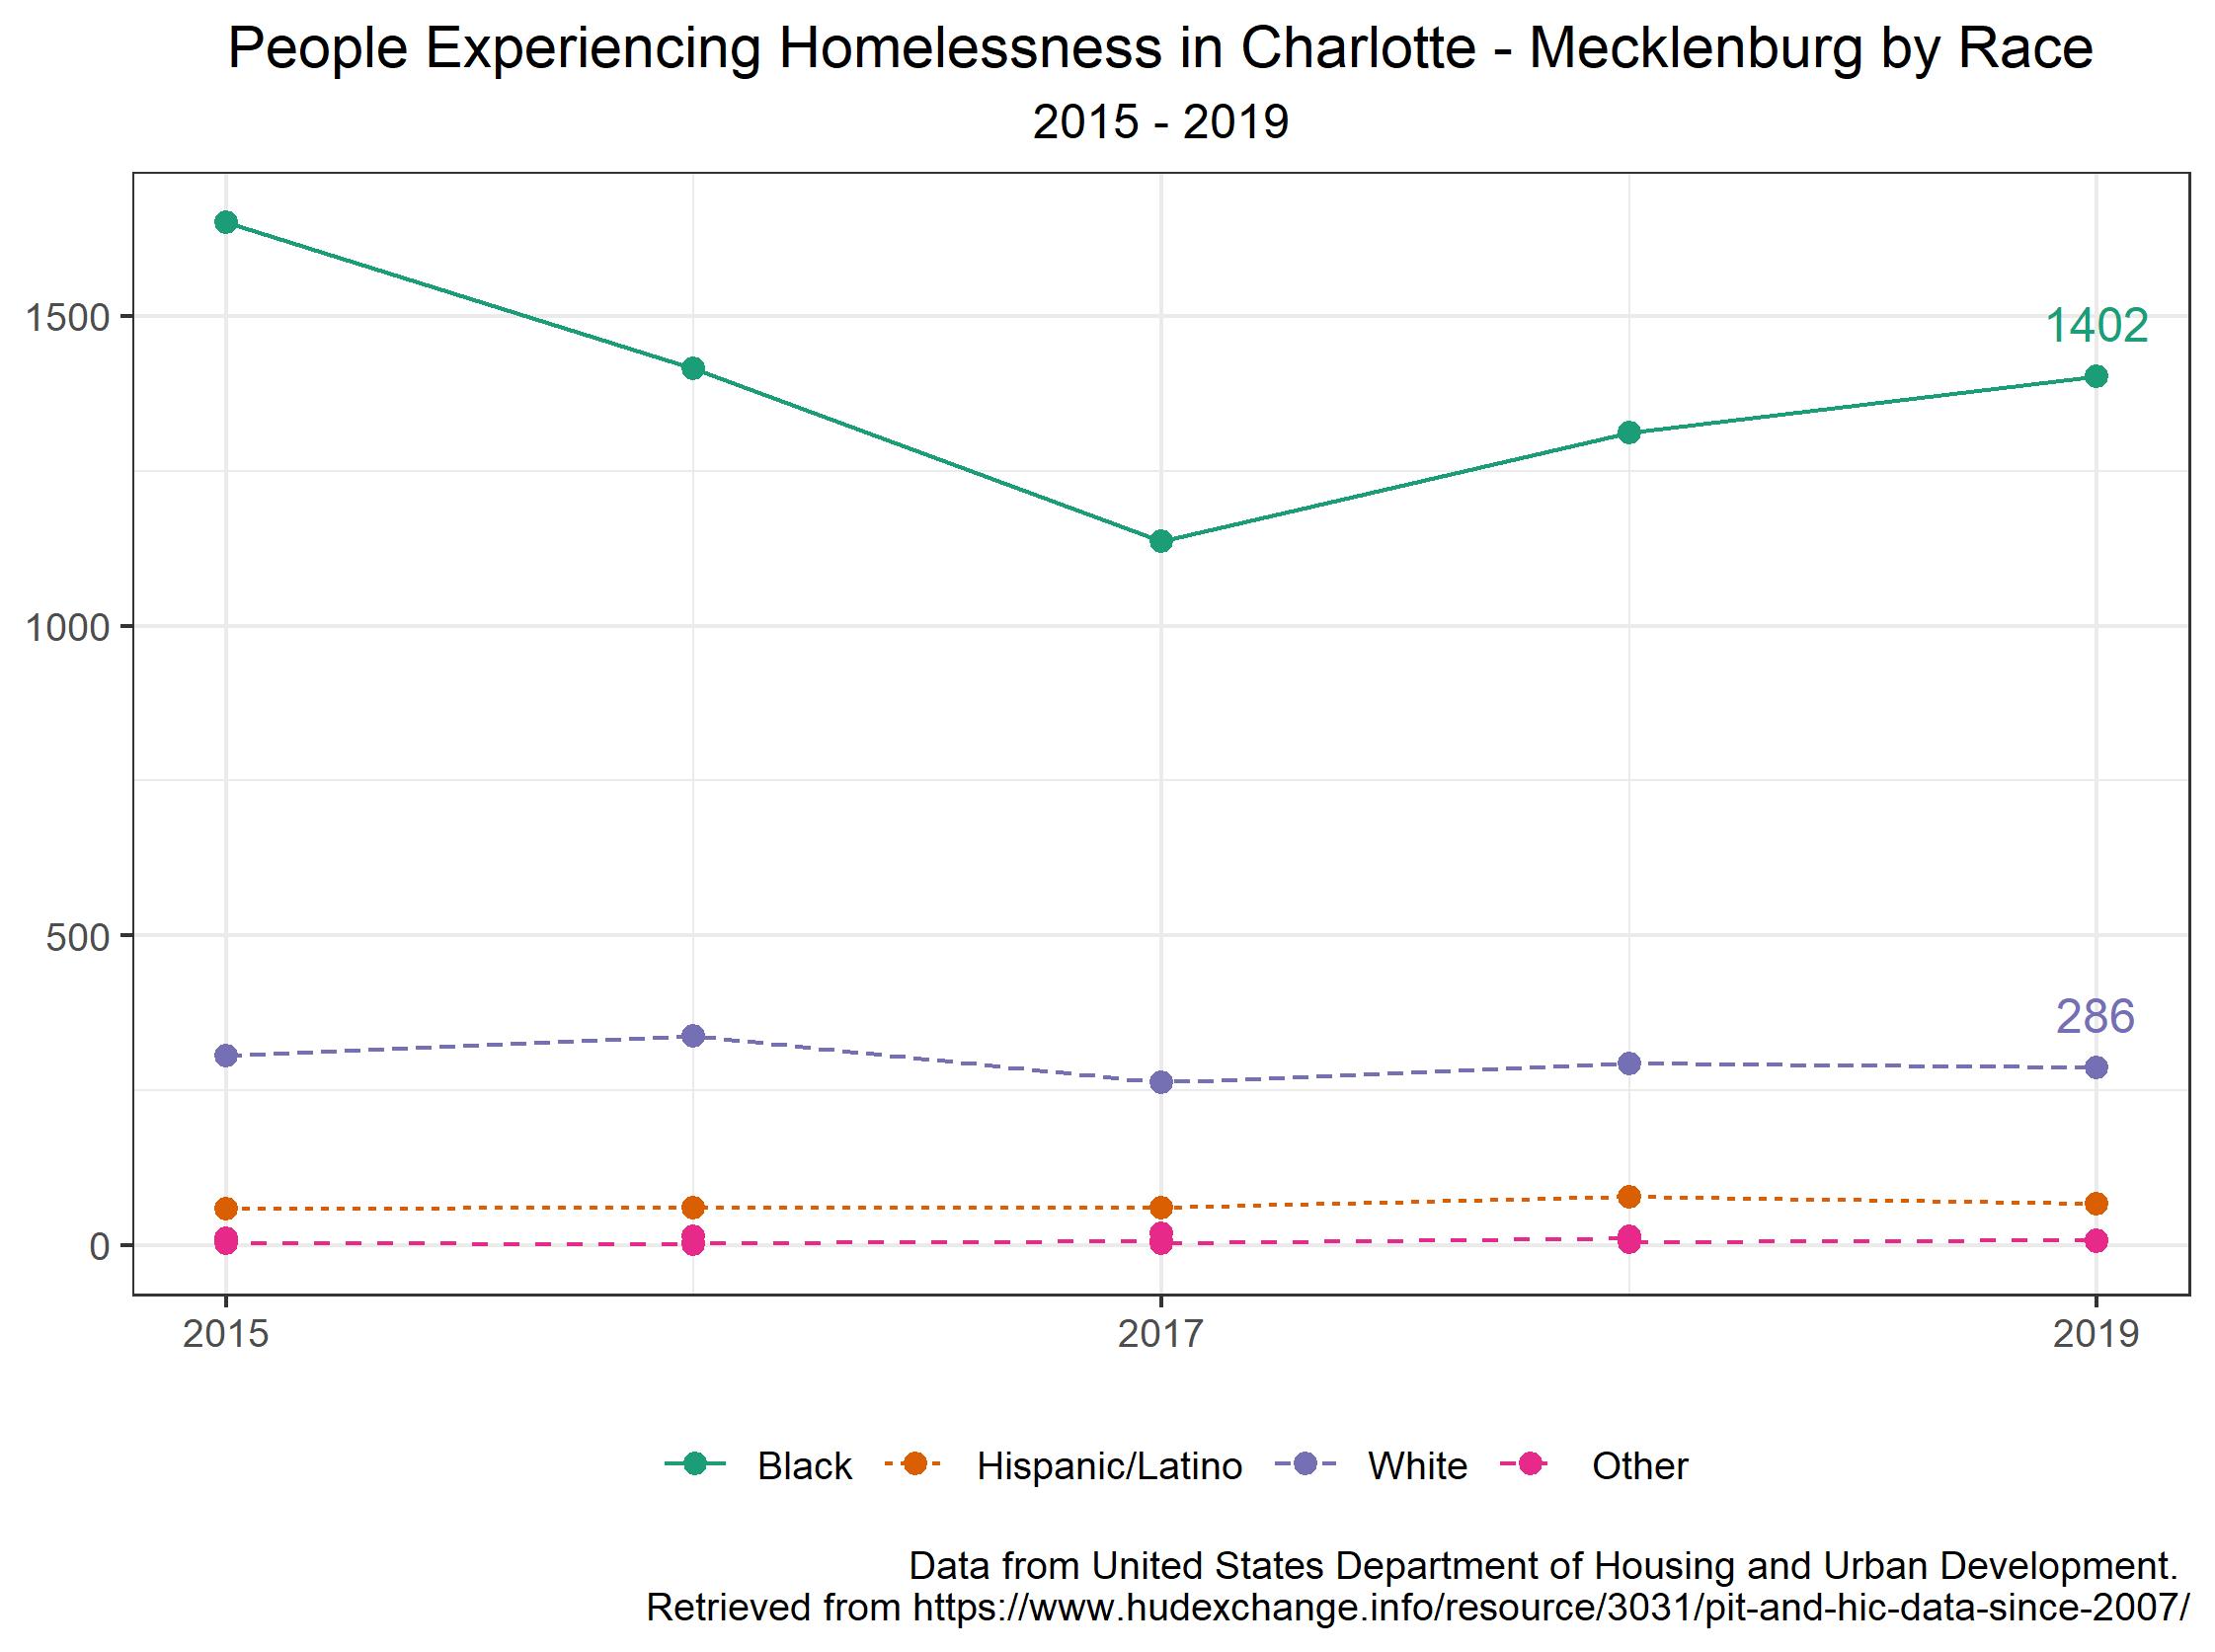 People Experiencing Homelessness in Charlotte - Mecklenburg by Race
2015 - 2019
1500
1402
1000
500
286
0
2015 2017 2019
Black Hispanic/Latino White Other
Data from United States Department of Housing and Urban Development.
Retrieved from https://www.hudexchange.info/resource/3031/pit-and-hic-data-since-2007/